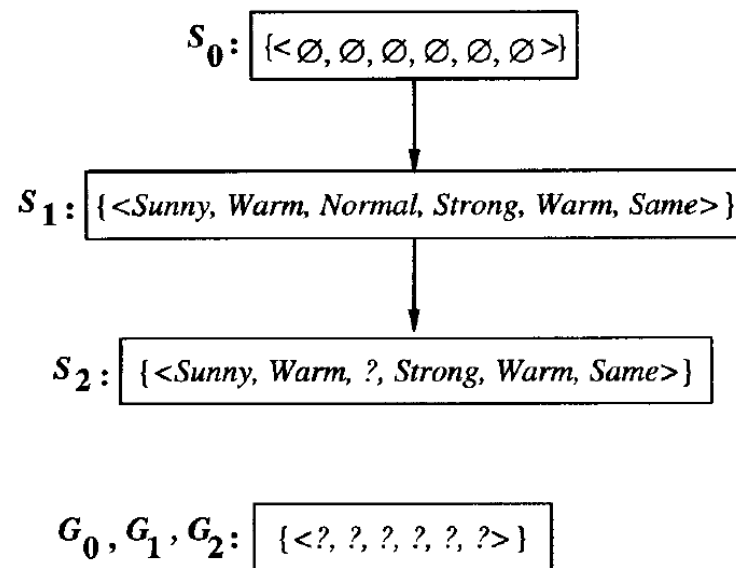 S0: {<∅, ∅, ∅, ∅, ∅, ∅>}
S1: {<Sunny, Warm, Normal, Strong, Warm, Same>}
S2: {<Sunny, Warm, ?, Strong, Warm, Same>}
G0, G1, G2: {<?, ?, ?, ?, ?, ?>}